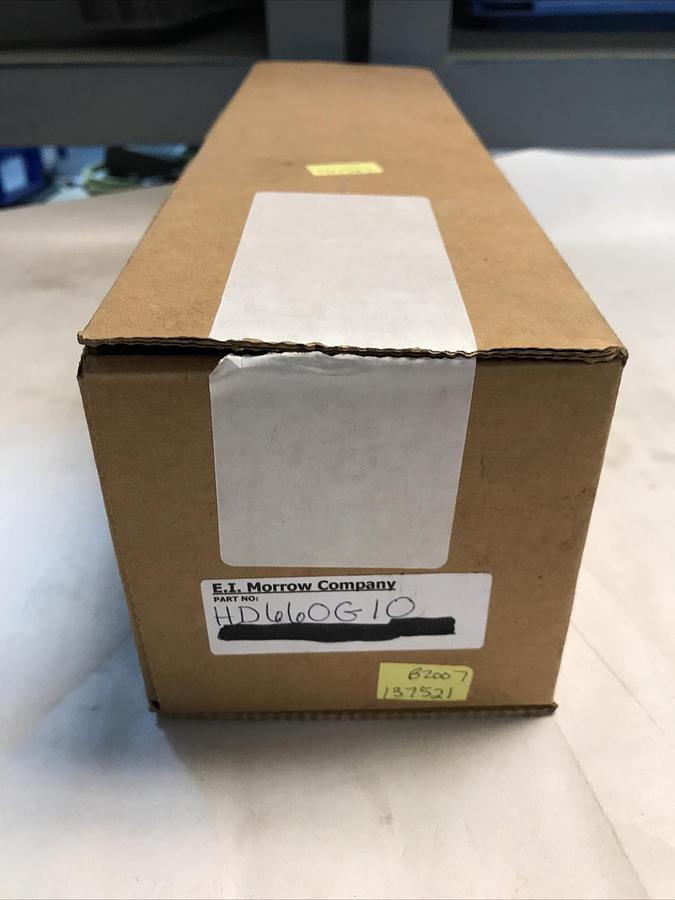 E.I. Morrow Company
PART NO:
HD660G10
B2007
137521